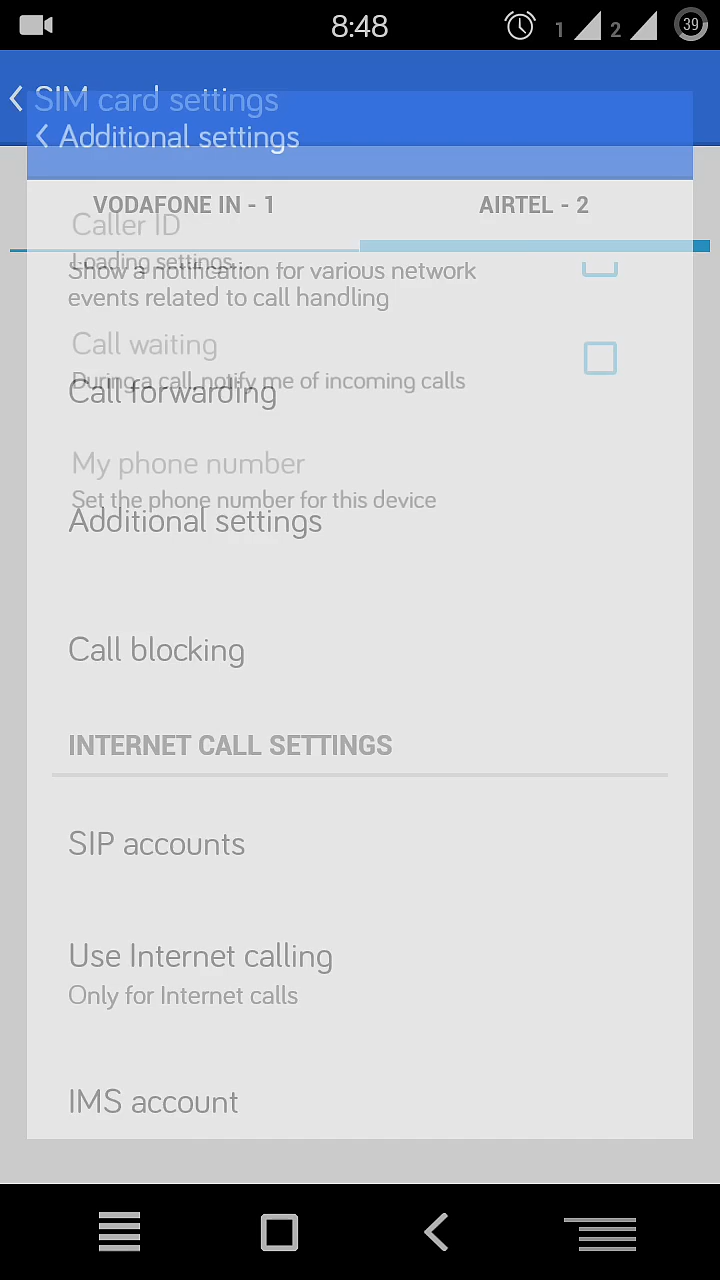 8:48
1
2
39
SIM card settings
Additional settings
VODAFONE IN - 1
AIRTEL - 2
Caller ID
Loading settings...
Show a notification for various network
events related to call handling
Call waiting
During a call, notify me of incoming calls
Call forwarding
My phone number
Set the phone number for this device
Additional settings
Call blocking
INTERNET CALL SETTINGS
SIP accounts
Use Internet calling
Only for Internet calls
IMS account